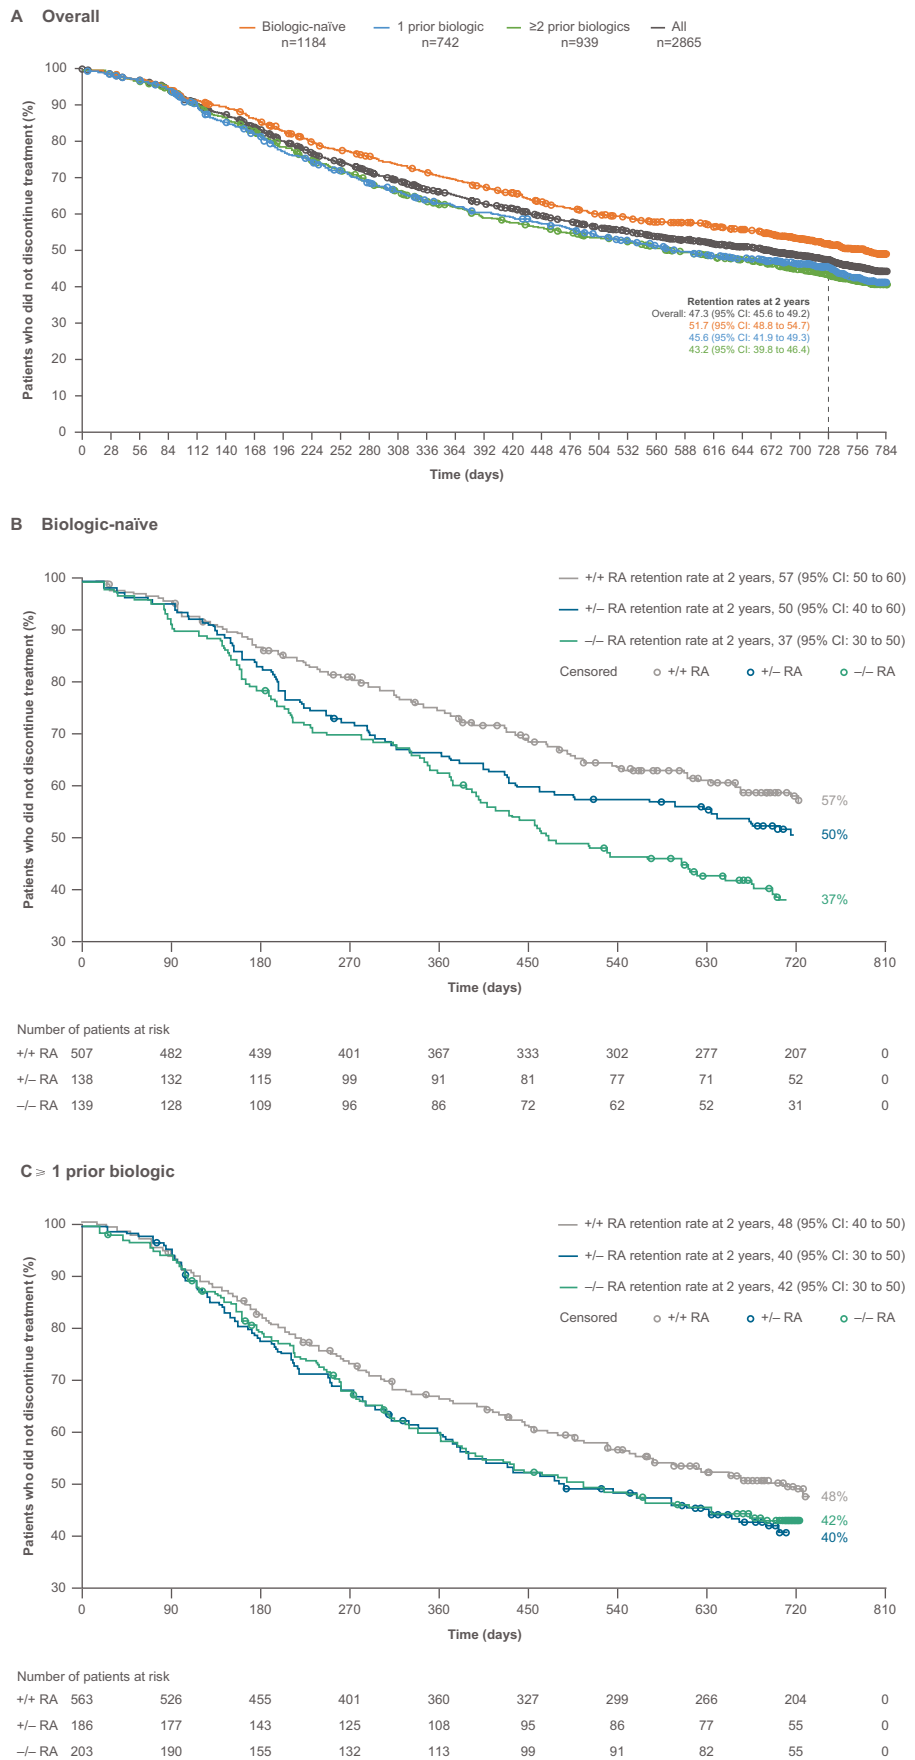 A Overall
Biologic-naïve 1 prior biologic ≥2 prior biologics All
n=1184 n=742 n=939 n=2865
Patients who did not discontinue treatment (%)
100
90
80
70
60
50
40
30
20
10
0
Retention rates at 2 years
Overall: 47.3 (95% CI: 45.6 to 49.2)
51.7 (95% CI: 48.8 to 54.7)
45.6 (95% CI: 41.9 to 49.3)
43.2 (95% CI: 39.8 to 46.4)
0 28 56 84 112 140 168 196 224 252 280 308 336 364 392 420 448 476 504 532 560 588 616 644 672 700 728 756 784
Time (days)
B Biologic-naïve
Patients who did not discontinue treatment (%)
100
90
80
70
60
50
40
30
+/+ RA retention rate at 2 years, 57 (95% CI: 50 to 60)
+/– RA retention rate at 2 years, 50 (95% CI: 40 to 60)
–/– RA retention rate at 2 years, 37 (95% CI: 30 to 50)
Censored +/+ RA +/– RA –/– RA
57%
50%
37%
0 90 180 270 360 450 540 630 720 810
Time (days)
Number of patients at risk
+/+ RA 507 482 439 401 367 333 302 277 207 0
+/– RA 138 132 115 99 91 81 77 71 52 0
–/– RA 139 128 109 96 86 72 62 52 31 0
C ⩾ 1 prior biologic
Patients who did not discontinue treatment (%)
100
90
80
70
60
50
40
30
+/+ RA retention rate at 2 years, 48 (95% CI: 40 to 50)
+/– RA retention rate at 2 years, 40 (95% CI: 30 to 50)
–/– RA retention rate at 2 years, 42 (95% CI: 30 to 50)
Censored +/+ RA +/– RA –/– RA
48%
42%
40%
0 90 180 270 360 450 540 630 720 810
Time (days)
Number of patients at risk
+/+ RA 563 526 455 401 360 327 299 266 204 0
+/– RA 186 177 143 125 108 95 86 77 55 0
–/– RA 203 190 155 132 113 99 91 82 55 0